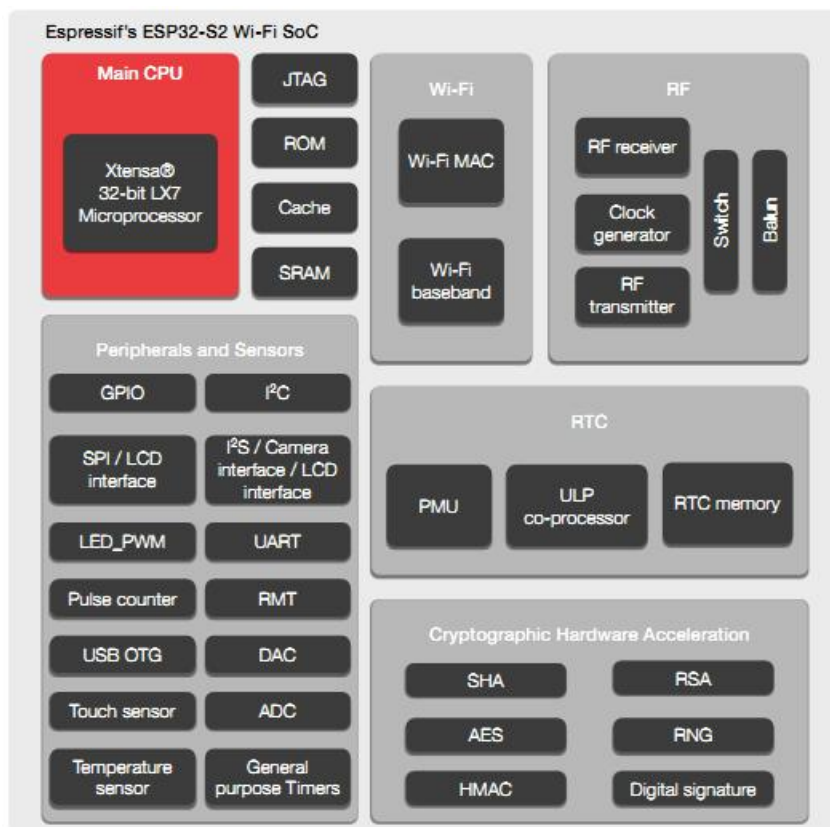 Espressif's ESP32-S2 Wi-Fi SoC
Main CPU
Xtensa®
32-bit LX7
Microprocessor
JTAG
ROM
Cache
SRAM
Wi-Fi
Wi-Fi MAC
Wi-Fi
baseband
RF
RF receiver
Clock
generator
RF
transmitter
Switch
Balun
Peripherals and Sensors
GPIO
I²C
SPI / LCD
interface
I²S / Camera
interface / LCD
interface
LED_PWM
UART
Pulse counter
RMT
USB OTG
DAC
Touch sensor
ADC
Temperature
sensor
General
purpose Timers
RTC
PMU
ULP
co-processor
RTC memory
Cryptographic Hardware Acceleration
SHA
RSA
AES
RNG
HMAC
Digital signature